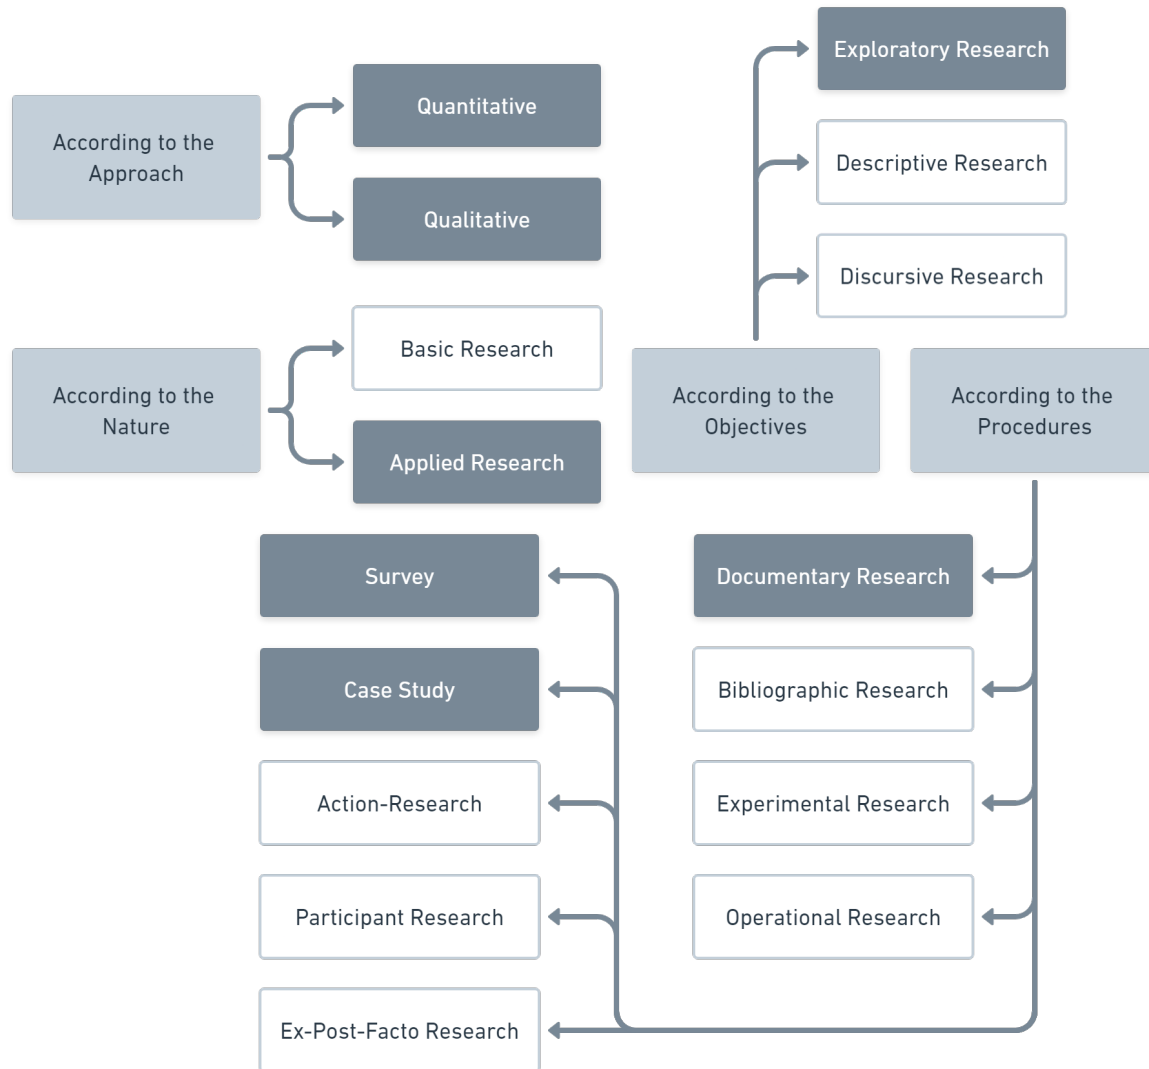 According to the
Approach
Quantitative
Qualitative
According to the
Nature
Basic Research
Applied Research
Exploratory Research
Descriptive Research
Discursive Research
According to the
Objectives
According to the
Procedures
Survey
Case Study
Action-Research
Participant Research
Ex-Post-Facto Research
Documentary Research
Bibliographic Research
Experimental Research
Operational Research